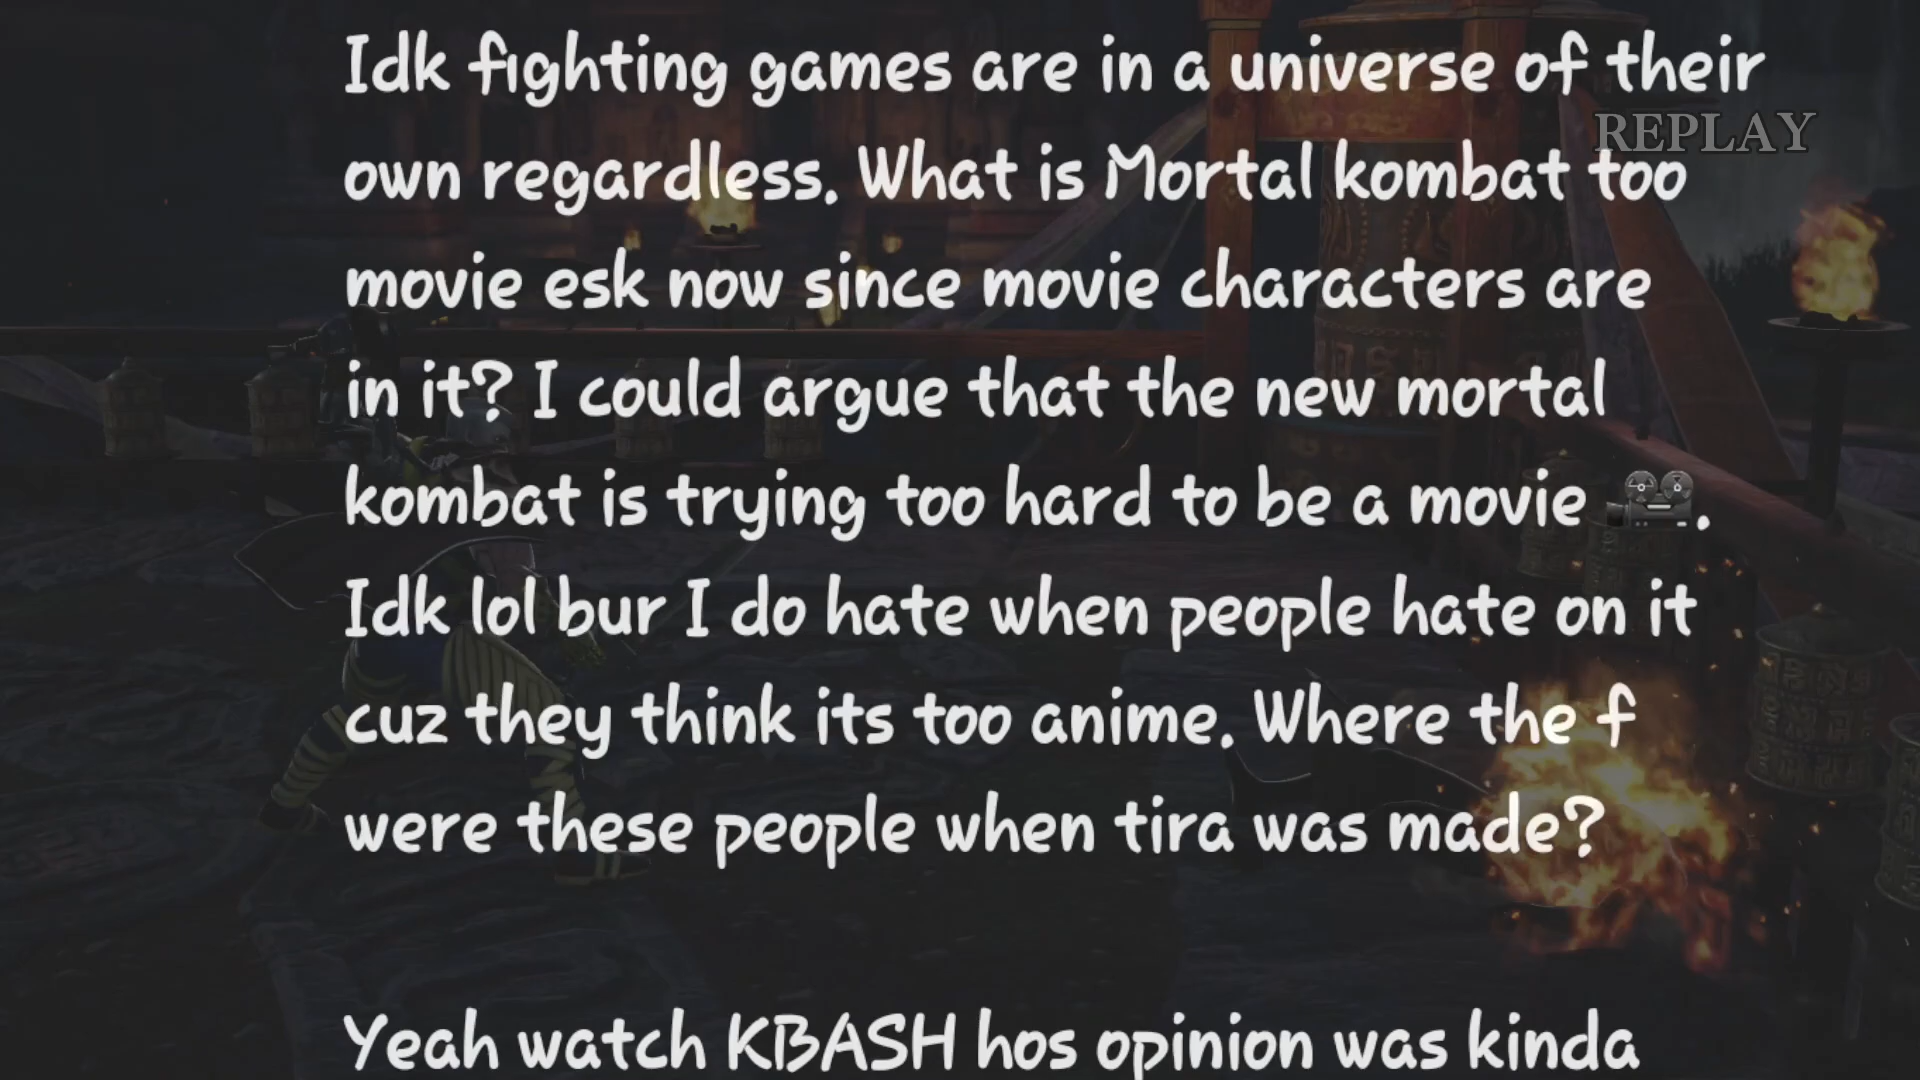 Idk fighting games are in a universe of their
REPLAY
own regardless. What is Mortal kombat too
movie esk now since movie characters are
in it? I could argue that the new mortal
kombat is trying too hard to be a movie 🎥.
Idk lol bur I do hate when people hate on it
cuz they think its too anime. Where the f
were these people when tira was made?
Yeah watch KBASH hos opinion was kinda